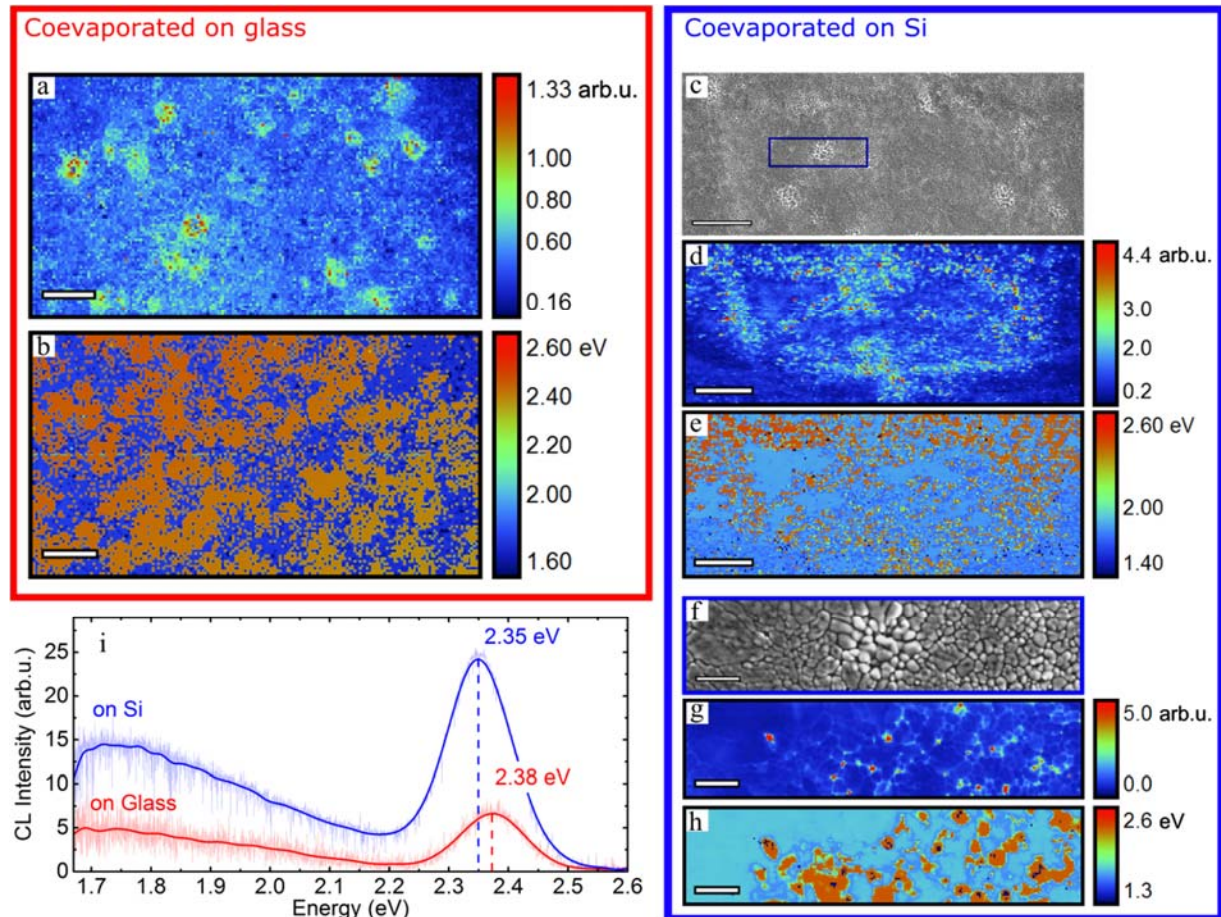 Coevaporated on glass
a
1.33 arb.u.
1.00
0.80
0.60
0.16
b
2.60 eV
2.40
2.20
2.00
1.60
Coevaporated on Si
c
d
4.4 arb.u.
3.0
2.0
0.2
e
2.60 eV
2.00
1.40
f
g
5.0 arb.u.
0.0
h
2.6 eV
1.3
i
CL Intensity (arb.u.)
25
20
15
10
5
0
2.35 eV
on Si
2.38 eV
on Glass
1.7 1.8 1.9 2.0 2.1 2.2 2.3 2.4 2.5 2.6
Energy (eV)